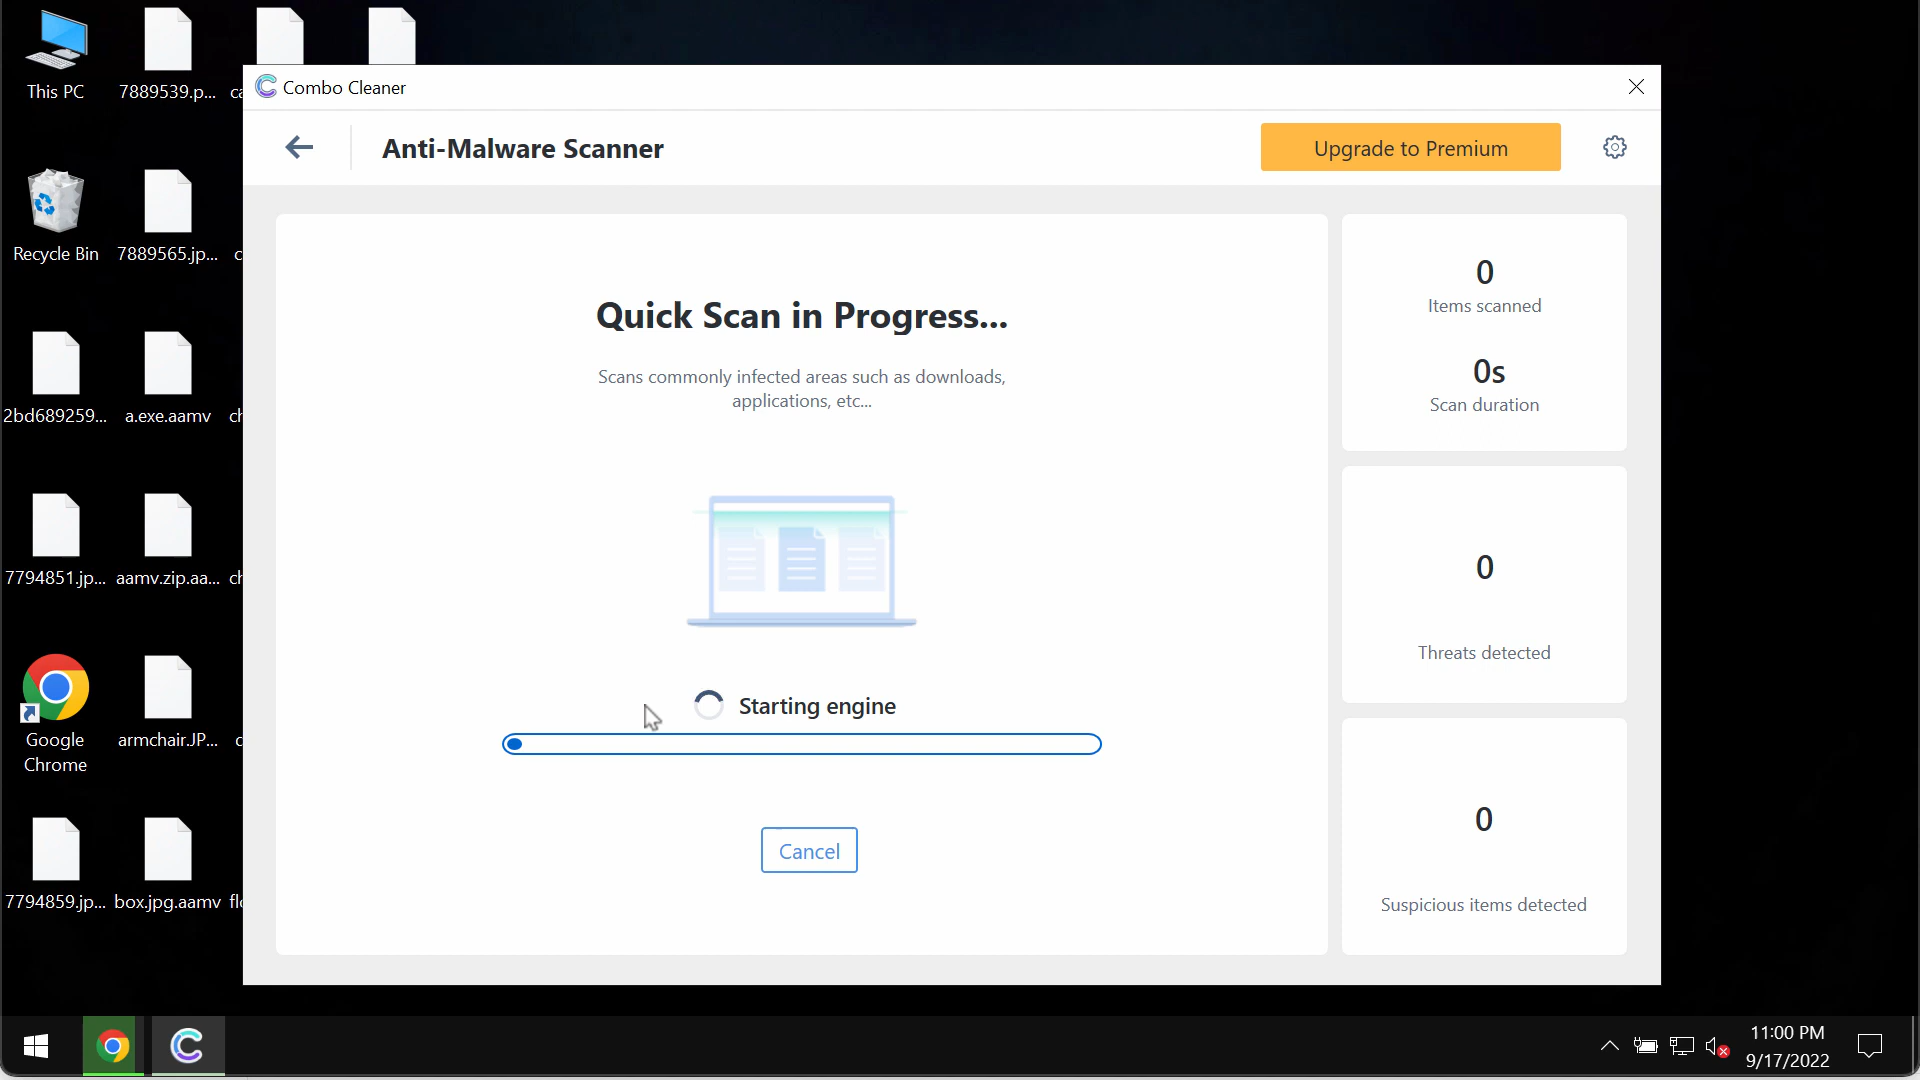 This PC
7889539.p...
Recycle Bin
7889565.jp...
2bd689259...
a.exe.aamv
7794851.jp...
aamv.zip.aa...
Google
Chrome
armchair.JP...
7794859.jp...
box.jpg.aamv
Combo Cleaner
Anti-Malware Scanner
Upgrade to Premium
Quick Scan in Progress...
Scans commonly infected areas such as downloads,
applications, etc...
Starting engine
Cancel
0
Items scanned
0s
Scan duration
0
Threats detected
0
Suspicious items detected
11:00 PM
9/17/2022